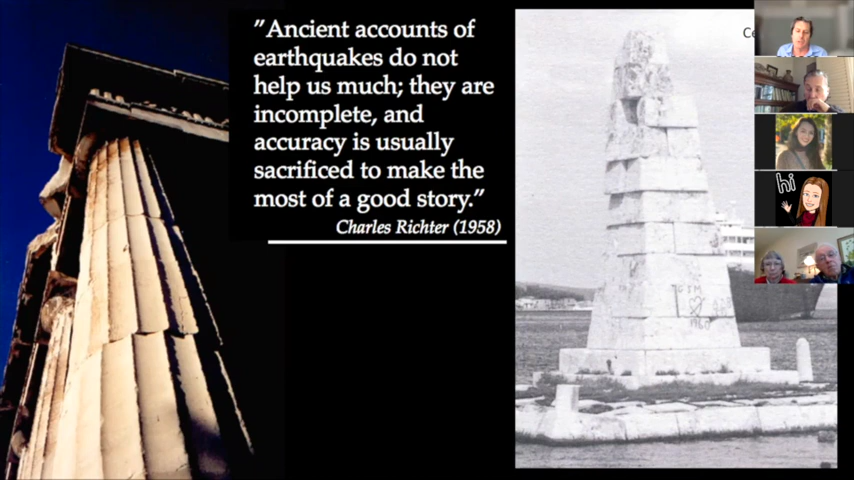 ”Ancient accounts of
earthquakes do not
help us much; they are
incomplete, and
accuracy is usually
sacrificed to make the
most of a good story.”
Charles Richter (1958)
Ce
hi